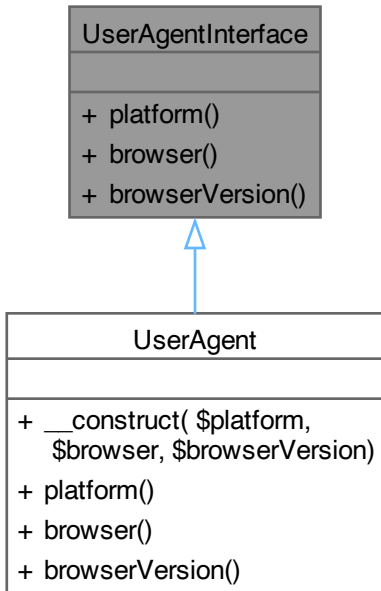 UserAgentInterface
+ platform()
+ browser()
+ browserVersion()
UserAgent
+ __construct( $platform,
$browser, $browserVersion)
+ platform()
+ browser()
+ browserVersion()